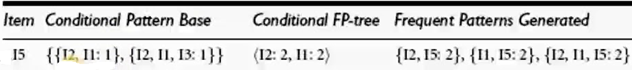 Item Conditional Pattern Base Conditional FP-tree Frequent Patterns Generated
I5 {{I2, I1: 1}, {I2, I1, I3: 1}} ⟨I2: 2, I1: 2⟩ {I2, I5: 2}, {I1, I5: 2}, {I2, I1, I5: 2}